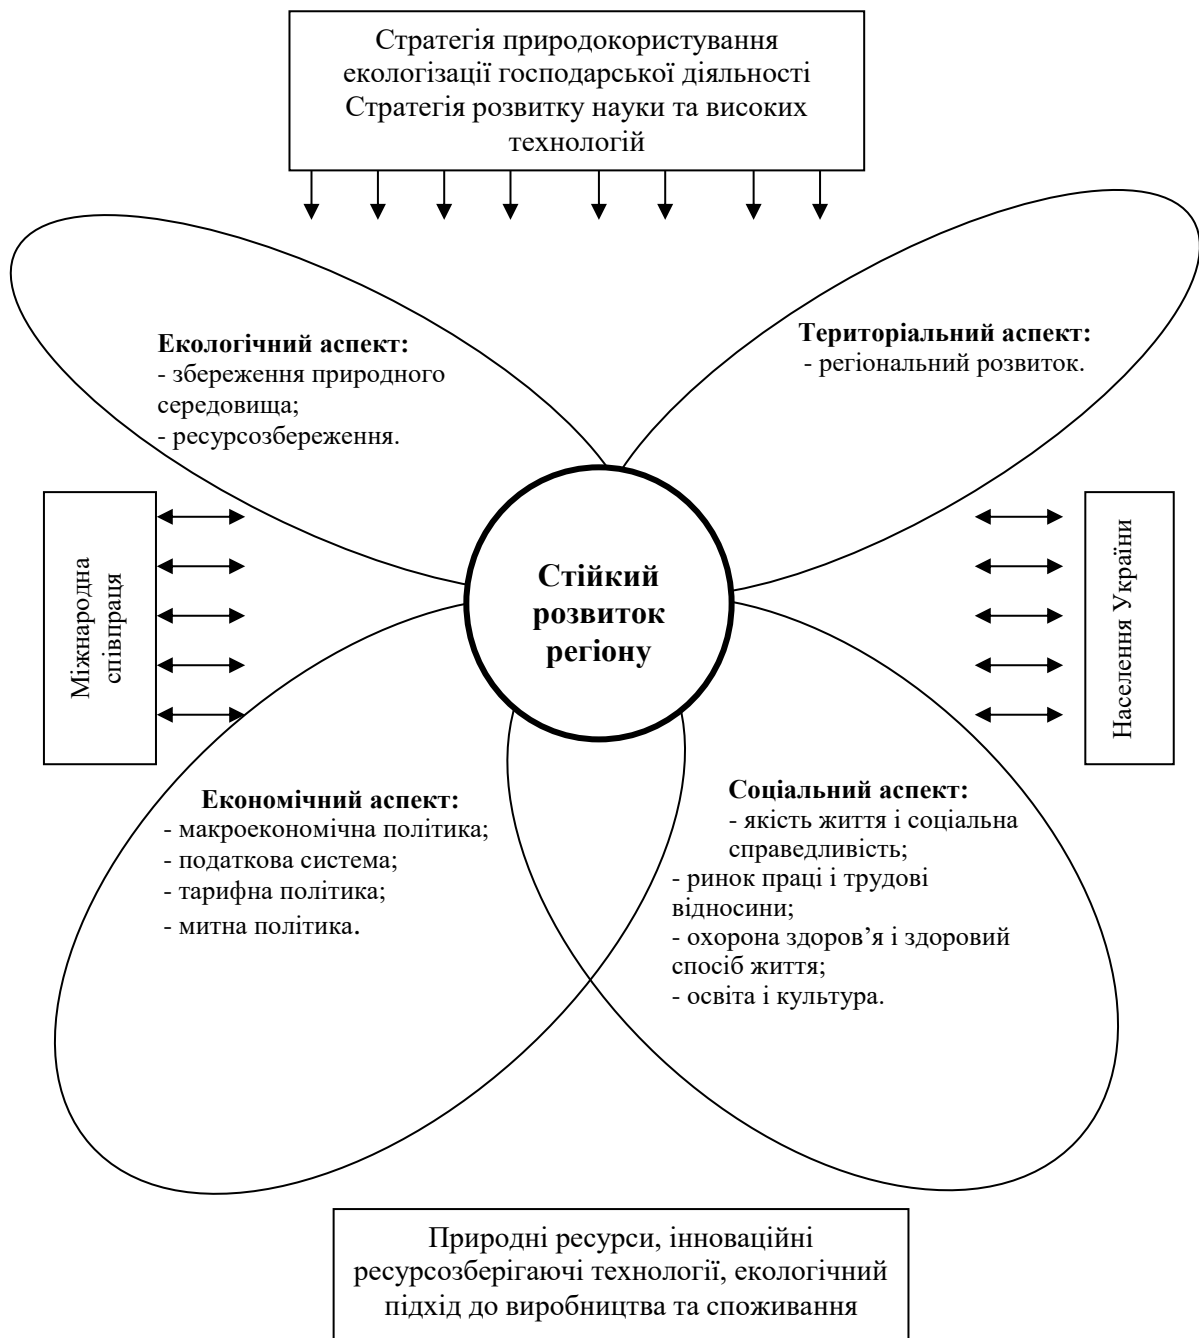 Стратегія природокористування
екологізації господарської діяльності
Стратегія розвитку науки та високих
технологій
Екологічний аспект:
- збереження природного
середовища;
- ресурсозбереження.
Територіальний аспект:
- регіональний розвиток.
Міжнародна
співпраця
Стійкий
розвиток
регіону
Населення України
Економічний аспект:
- макроекономічна політика;
- податкова система;
- тарифна політика;
- митна політика.
Соціальний аспект:
- якість життя і соціальна
справедливість;
- ринок праці і трудові
відносини;
- охорона здоров’я і здоровий
спосіб життя;
- освіта і культура.
Природні ресурси, інноваційні
ресурсозберігаючі технології, екологічний
підхід до виробництва та споживання